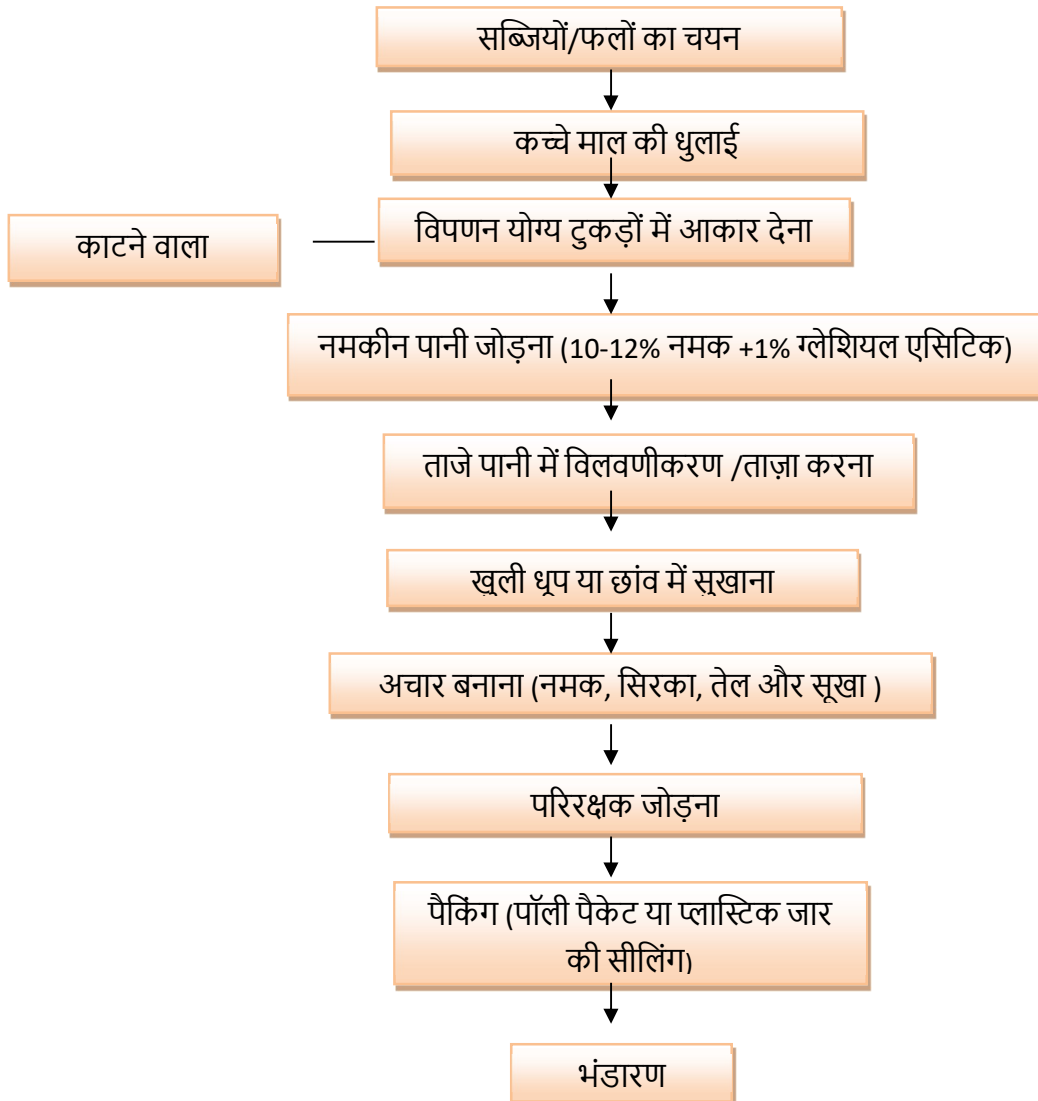 सब्जियों/फलों का चयन
कच्चे माल की धुलाई
विपणन योग्य टुकड़ों में आकार देना
काटने वाला
नमकीन पानी जोड़ना (10-12% नमक +1% ग्लेशियल एसिटिक)
ताजे पानी में विलवणीकरण /ताज़ा करना
खुली धूप या छांव में सुखाना
अचार बनाना (नमक, सिरका, तेल और सूखा )
परिरक्षक जोड़ना
पैकिंग (पॉली पैकेट या प्लास्टिक जार
की सीलिंग)
भंडारण